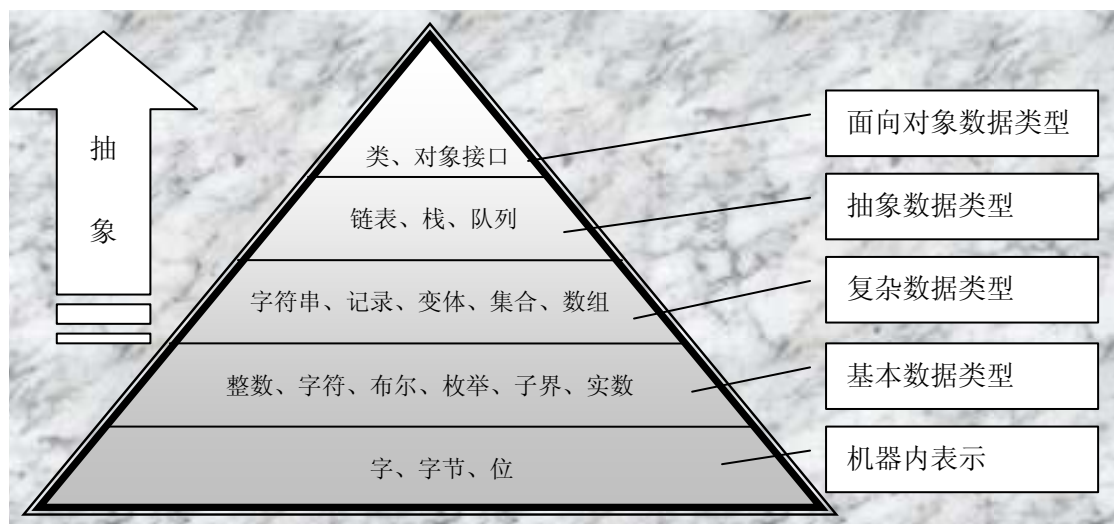 抽
象
类、对象接口
链表、栈、队列
字符串、记录、变体、集合、数组
整数、字符、布尔、枚举、子界、实数
字、字节、位
面向对象数据类型
抽象数据类型
复杂数据类型
基本数据类型
机器内表示